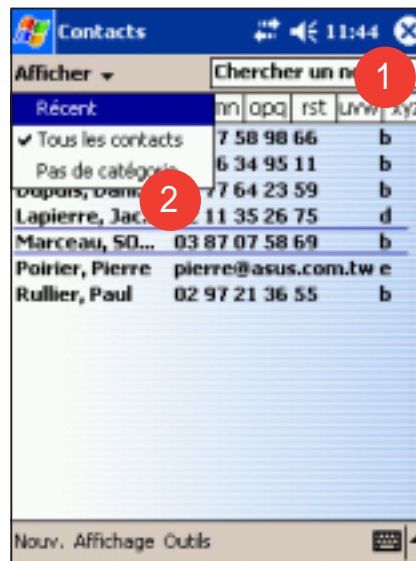 Contacts 11:44
Afficher Chercher un 1
Récent mn opq rst uvw xyz
✔ Tous les contacts 7 58 98 66 b
Pas de catégorie 6 34 95 11 b
2 77 64 23 59 b
Lapierre, Jac... 11 35 26 75 d
Marceau, SO... 03 87 07 58 69 b
Poirier, Pierre pierre@asus.com.tw e
Rullier, Paul 02 97 21 36 55 b
Nouv. Affichage Outils